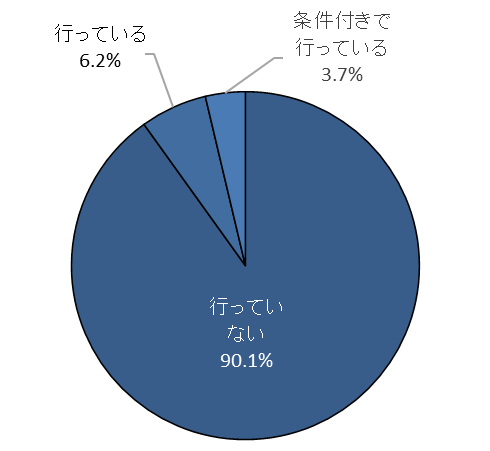 行っている
6.2%
条件付きで
行っている
3.7%
行ってい
ない
90.1%